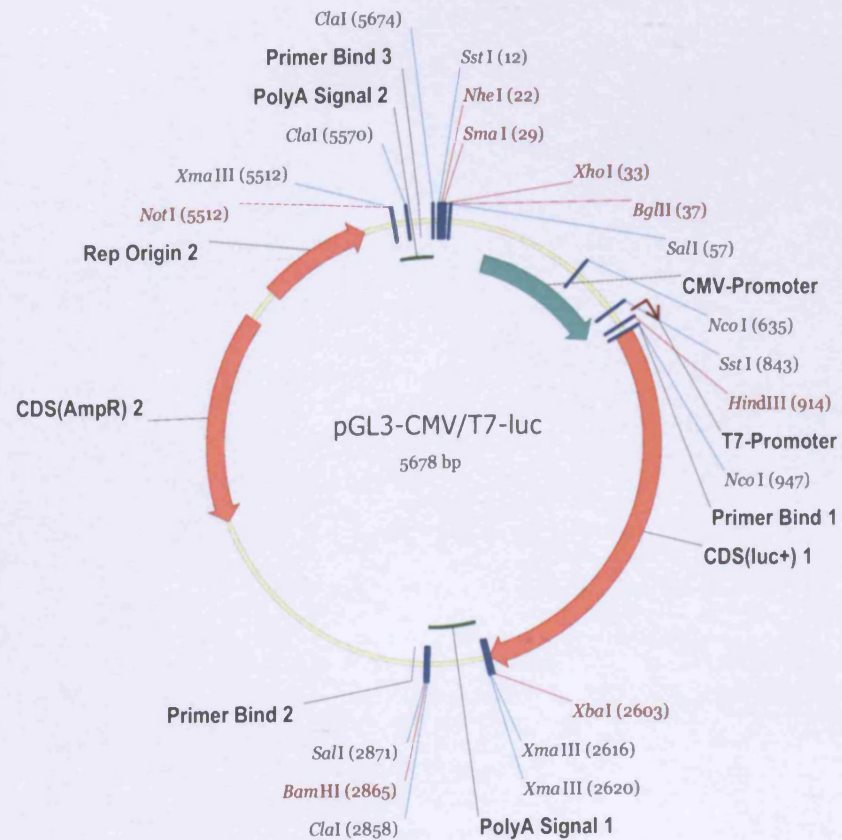 ClaI (5674)
Primer Bind 3
SstI (12)
PolyA Signal 2
NheI (22)
ClaI (5570)
SmaI (29)
XmaIII (5512)
XhoI (33)
NotI (5512)
BglII (37)
Rep Origin 2
SalI (57)
CMV-Promoter
NcoI (635)
SstI (843)
CDS(AmpR) 2
HindIII (914)
pGL3-CMV/T7-luc
T7-Promoter
5678 bp
NcoI (947)
Primer Bind 1
CDS(luc+) 1
Primer Bind 2
XbaI (2603)
SalI (2871)
XmaIII (2616)
BamHI (2865)
XmaIII (2620)
ClaI (2858)
PolyA Signal 1